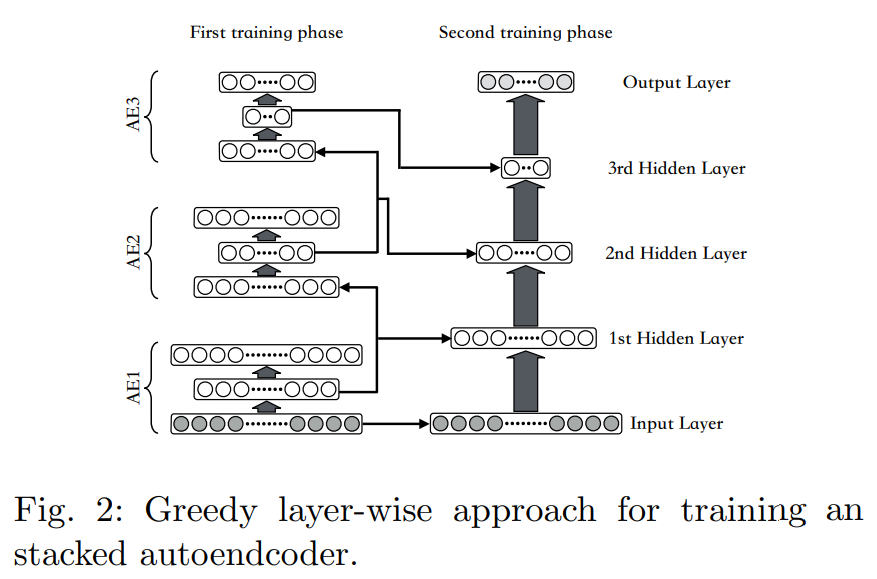 First training phase
Second training phase
AE3
Output Layer
3rd Hidden Layer
AE2
2nd Hidden Layer
1st Hidden Layer
AE1
Input Layer
Fig. 2: Greedy layer-wise approach for training an
stacked autoendcoder.